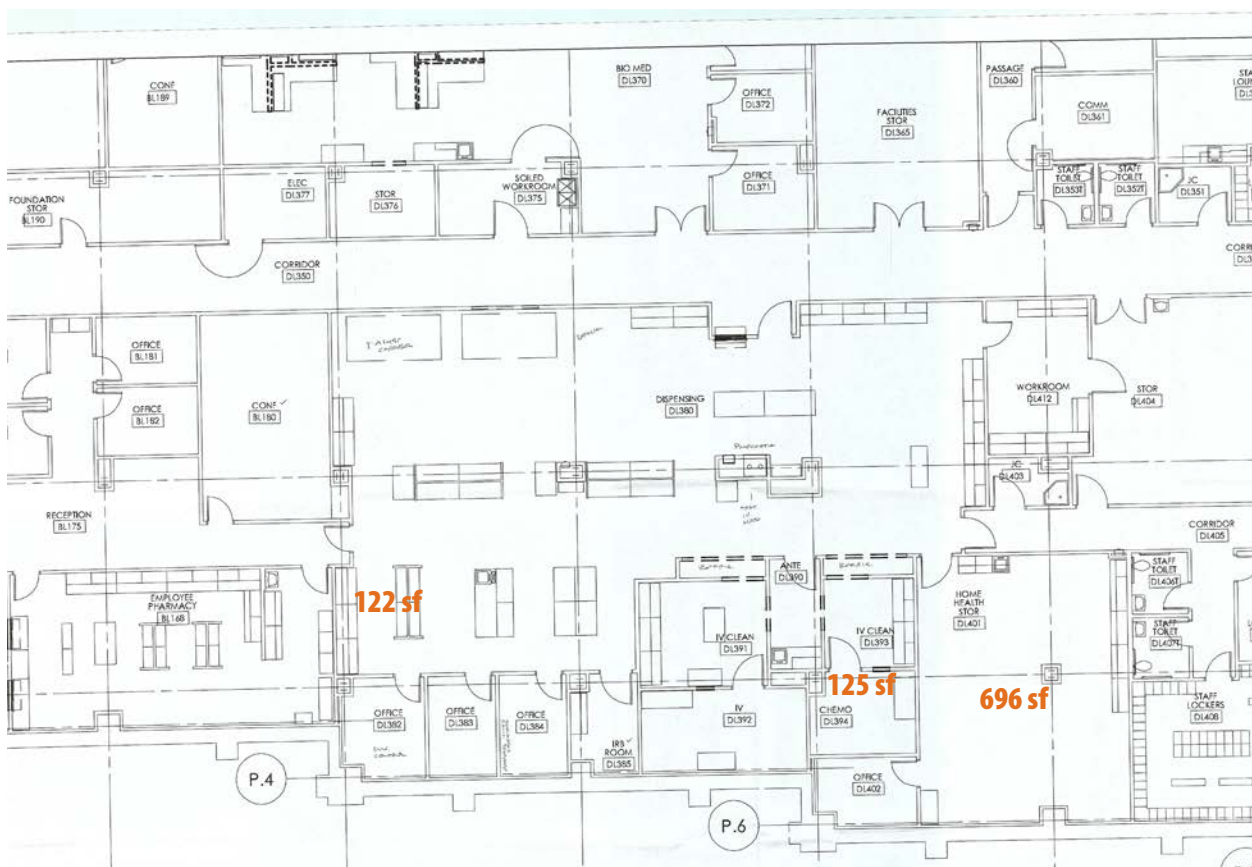 CONF
BL189
BIO MED
DL370
OFFICE
DL372
FACILITIES
STOR
DL365
PASSAGE
DL360
COMM
DL361
FOUNDATION
STOR
BL190
ELEC
DL377
STOR
DL376
SOILED
WORKROOM
DL375
OFFICE
DL371
STAFF
TOILET
DL353T
STAFF
TOILET
DL352T
JC
DL351
CORRIDOR
DL350
OFFICE
BL181
OFFICE
BL182
CONF
BL180
DISPENSING
DL380
WORKROOM
DL412
STOR
DL404
JC
DL403
RECEPTION
BL175
CORRIDOR
DL405
EMPLOYEE
PHARMACY
BL168
122 sf
ANTE
DL390
IV CLEAN
DL391
IV CLEAN
DL393
HOME
HEALTH
STOR
DL401
STAFF
TOILET
DL406T
STAFF
TOILET
DL407T
125 sf
696 sf
OFFICE
DL382
OFFICE
DL383
OFFICE
DL384
IRB
ROOM
DL385
IV
DL392
CHEMO
DL394
STAFF
LOCKERS
DL408
OFFICE
DL402
P.4
P.6